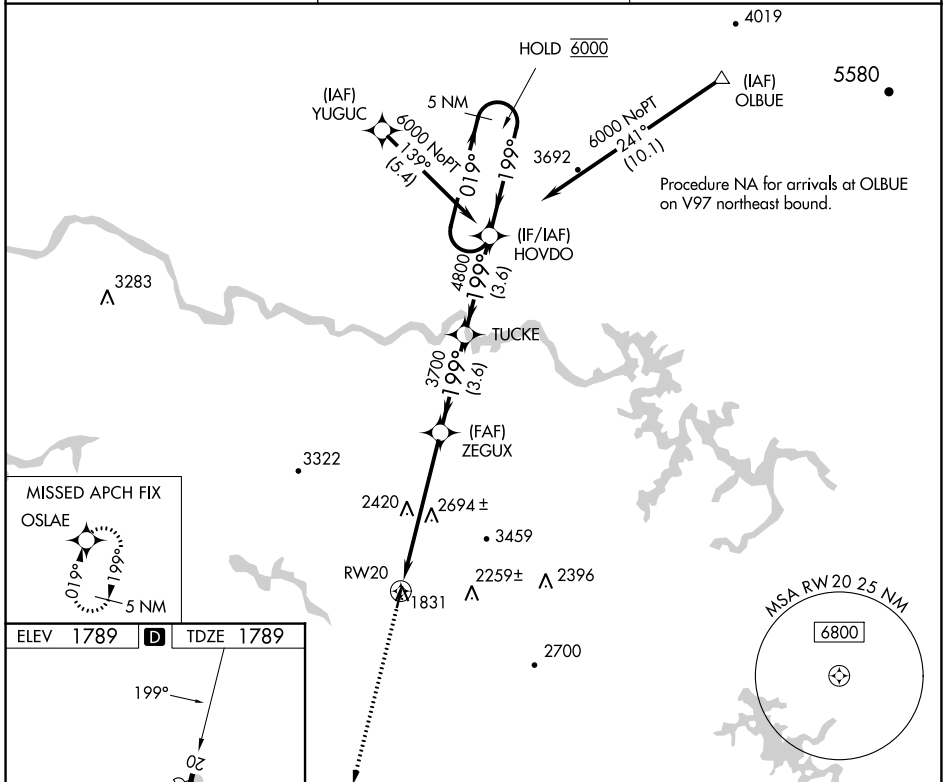 4019
HOLD 6000
(IAF)
OLBUE
5580
(IAF)
YUGUC
5 NM
6000 NoPT
139°
(5.4)
019°
199°
6000 NoPT
241°
(10.1)
3692
Procedure NA for arrivals at OLBUE
on V97 northeast bound.
(IF/IAF)
HOVDO
4800
199°
(3.6)
3283
TUCKE
3700
199°
(3.6)
(FAF)
ZEGUX
3322
MISSED APCH FIX
OSLAE
019°
199°
5 NM
2420
2694 ±
3459
RW20
1831
2259±
2396
MSA RW 20 25 NM
6800
2700
ELEV 1789 D TDZE 1789
199°
20